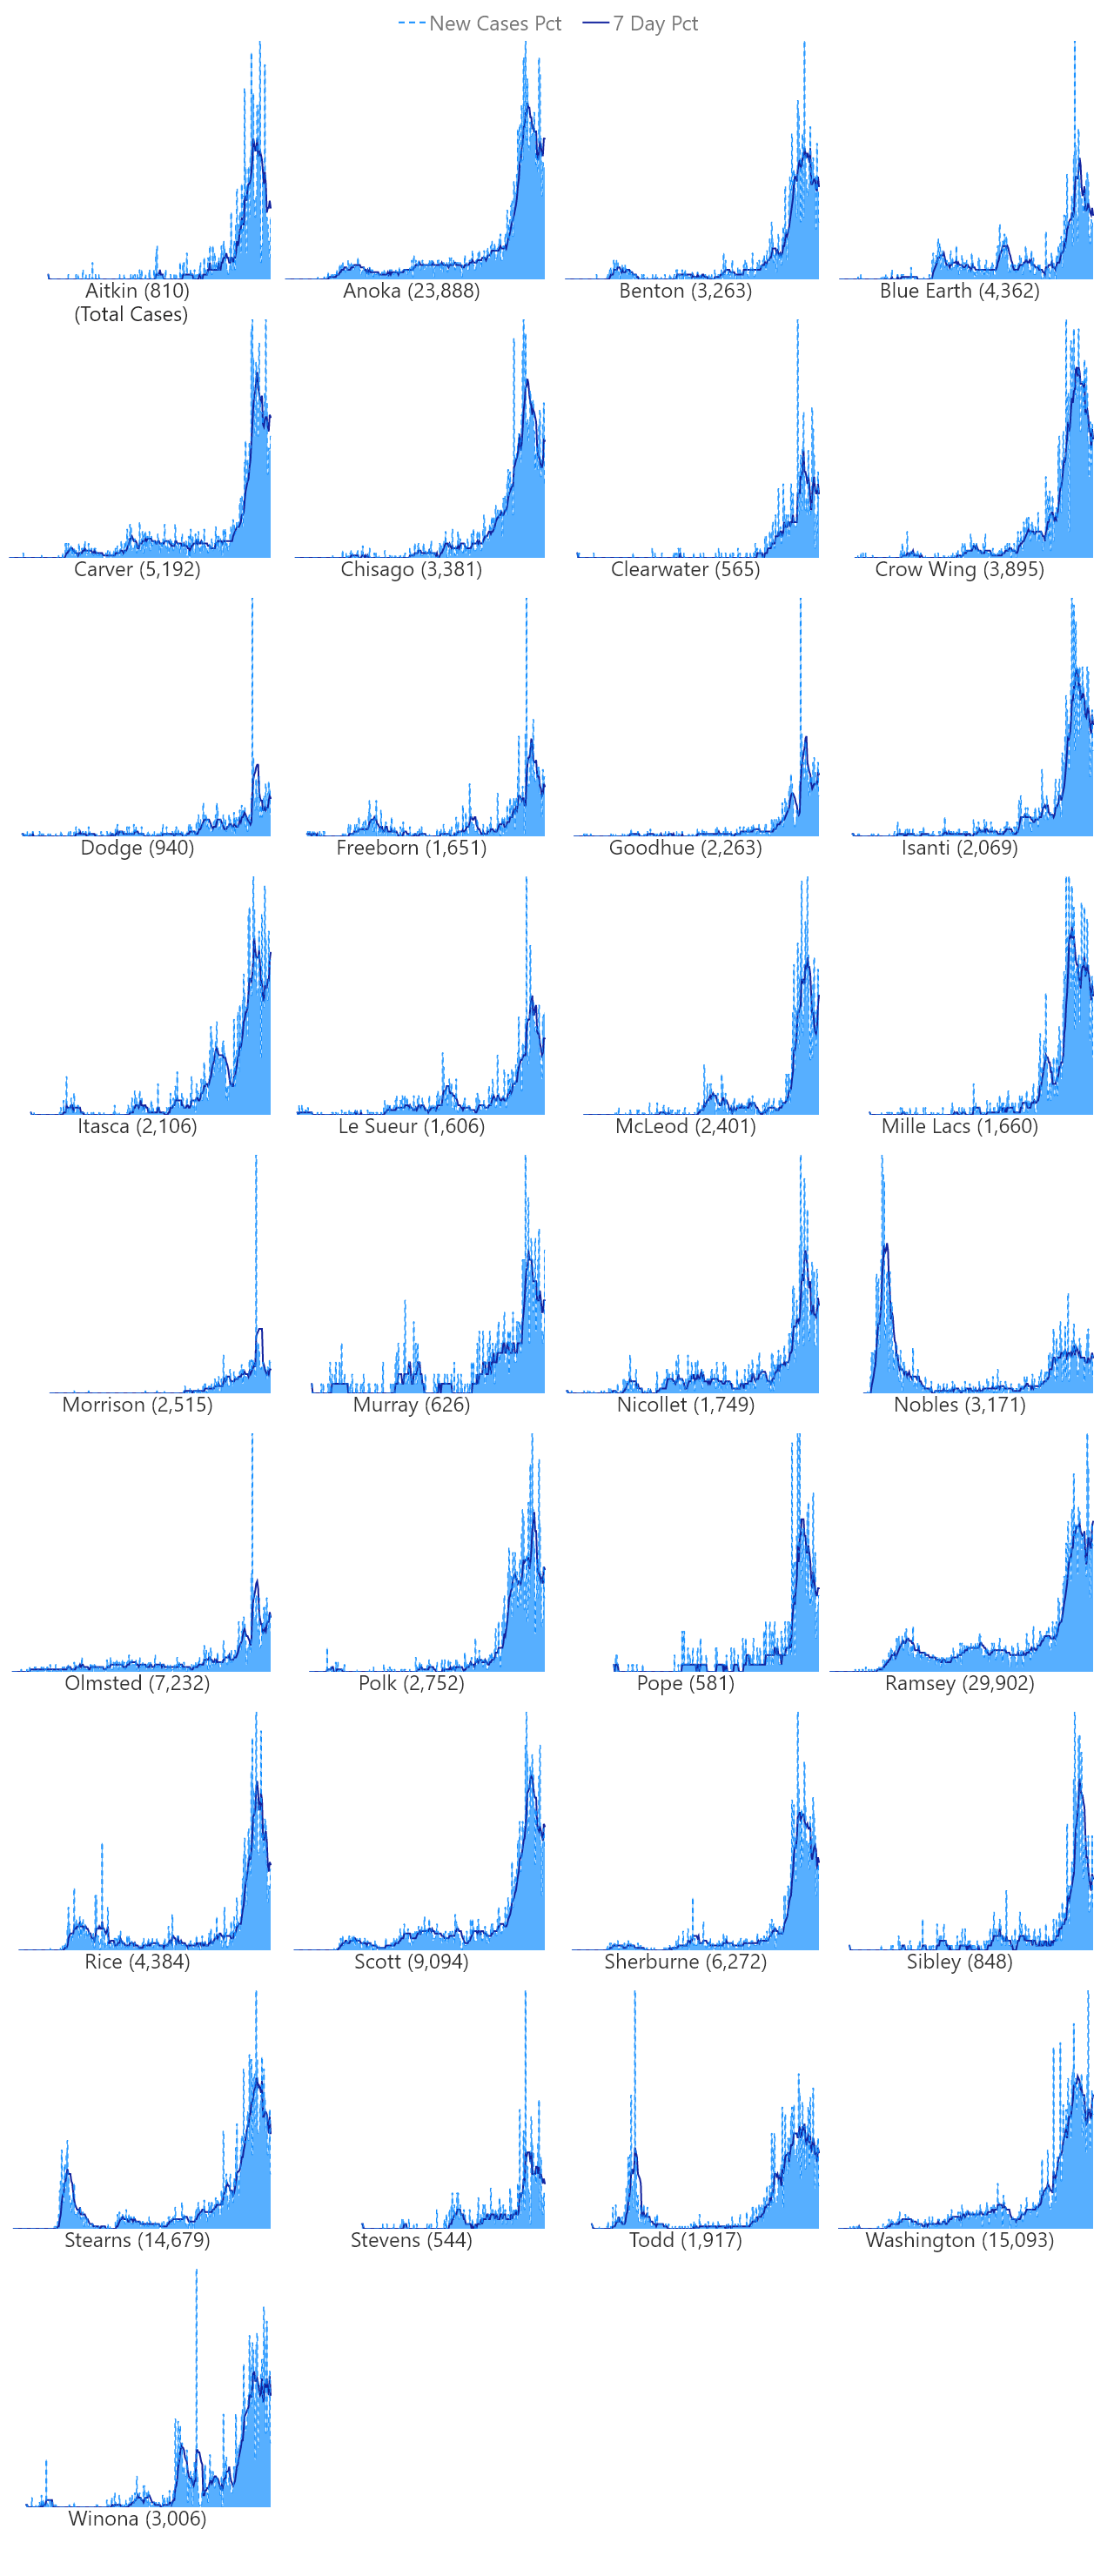 New Cases Pct 7 Day Pct
Aitkin (810) Anoka (23,888) Benton (3,263) Blue Earth (4,362)
(Total Cases)
Carver (5,192) Chisago (3,381) Clearwater (565) Crow Wing (3,895)
Dodge (940) Freeborn (1,651) Goodhue (2,263) Isanti (2,069)
Itasca (2,106) Le Sueur (1,606) McLeod (2,401) Mille Lacs (1,660)
Morrison (2,515) Murray (626) Nicollet (1,749) Nobles (3,171)
Olmsted (7,232) Polk (2,752) Pope (581) Ramsey (29,902)
Rice (4,384) Scott (9,094) Sherburne (6,272) Sibley (848)
Stearns (14,679) Stevens (544) Todd (1,917) Washington (15,093)
Winona (3,006)